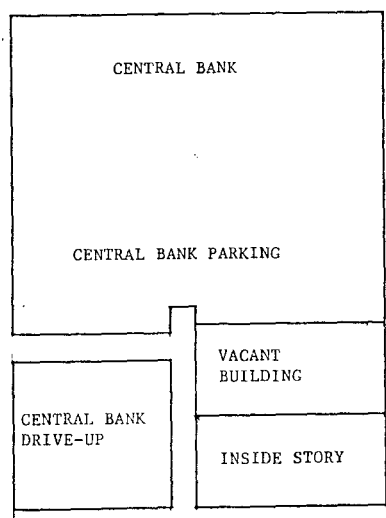 CENTRAL BANK
CENTRAL BANK PARKING
VACANT
BUILDING
CENTRAL BANK
DRIVE-UP
INSIDE STORY